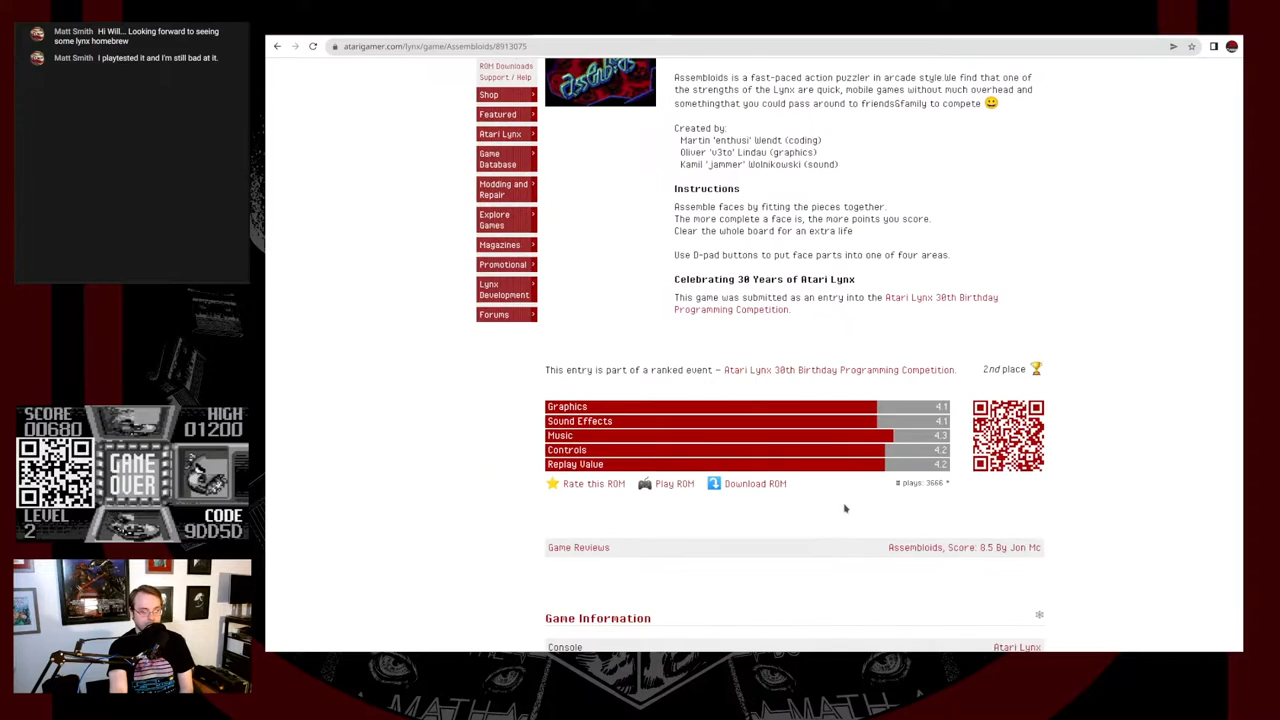 Matt Smith Hi Will... Looking forward to seeing
some lynx homebrew
Matt Smith I playtested it and I'm still bad at it.
SCORE
00680
HIGH
01200
GAME
OVER
LEVEL
2
CODE
9DD5D
atarigamer.com/lynx/game/Assembloids/8913075
ROM Downloads
Support / Help
Shop
Featured
Atari Lynx
Game
Database
Modding and
Repair
Explore
Games
Magazines
Promotional
Lynx
Development
Forums
assembloids
Assembloids is a fast-paced action puzzler in arcade style.We find that one of
the strengths of the Lynx are quick, mobile games without much overhead and
somethingthat you could pass around to friends&family to compete 😀
Created by:
Martin 'enthusi' Wendt (coding)
Oliver 'v3to' Lindau (graphics)
Kamil 'jammer' Wolnikowski (sound)
Instructions
Assemble faces by fitting the pieces together.
The more complete a face is, the more points you score.
Clear the whole board for an extra life
Use D-pad buttons to put face parts into one of four areas.
Celebrating 30 Years of Atari Lynx
This game was submitted as an entry into the Atari Lynx 30th Birthday
Programming Competition.
This entry is part of a ranked event – Atari Lynx 30th Birthday Programming Competition. 2nd place 🏆
Graphics 4.1
Sound Effects 4.1
Music 4.3
Controls 4.2
Replay Value 4.2
⭐ Rate this ROM 🎮 Play ROM ⤵️ Download ROM # plays: 3666 *
Game Reviews Assembloids, Score: 8.5 By Jon Mc
Game Information
Console Atari Lynx